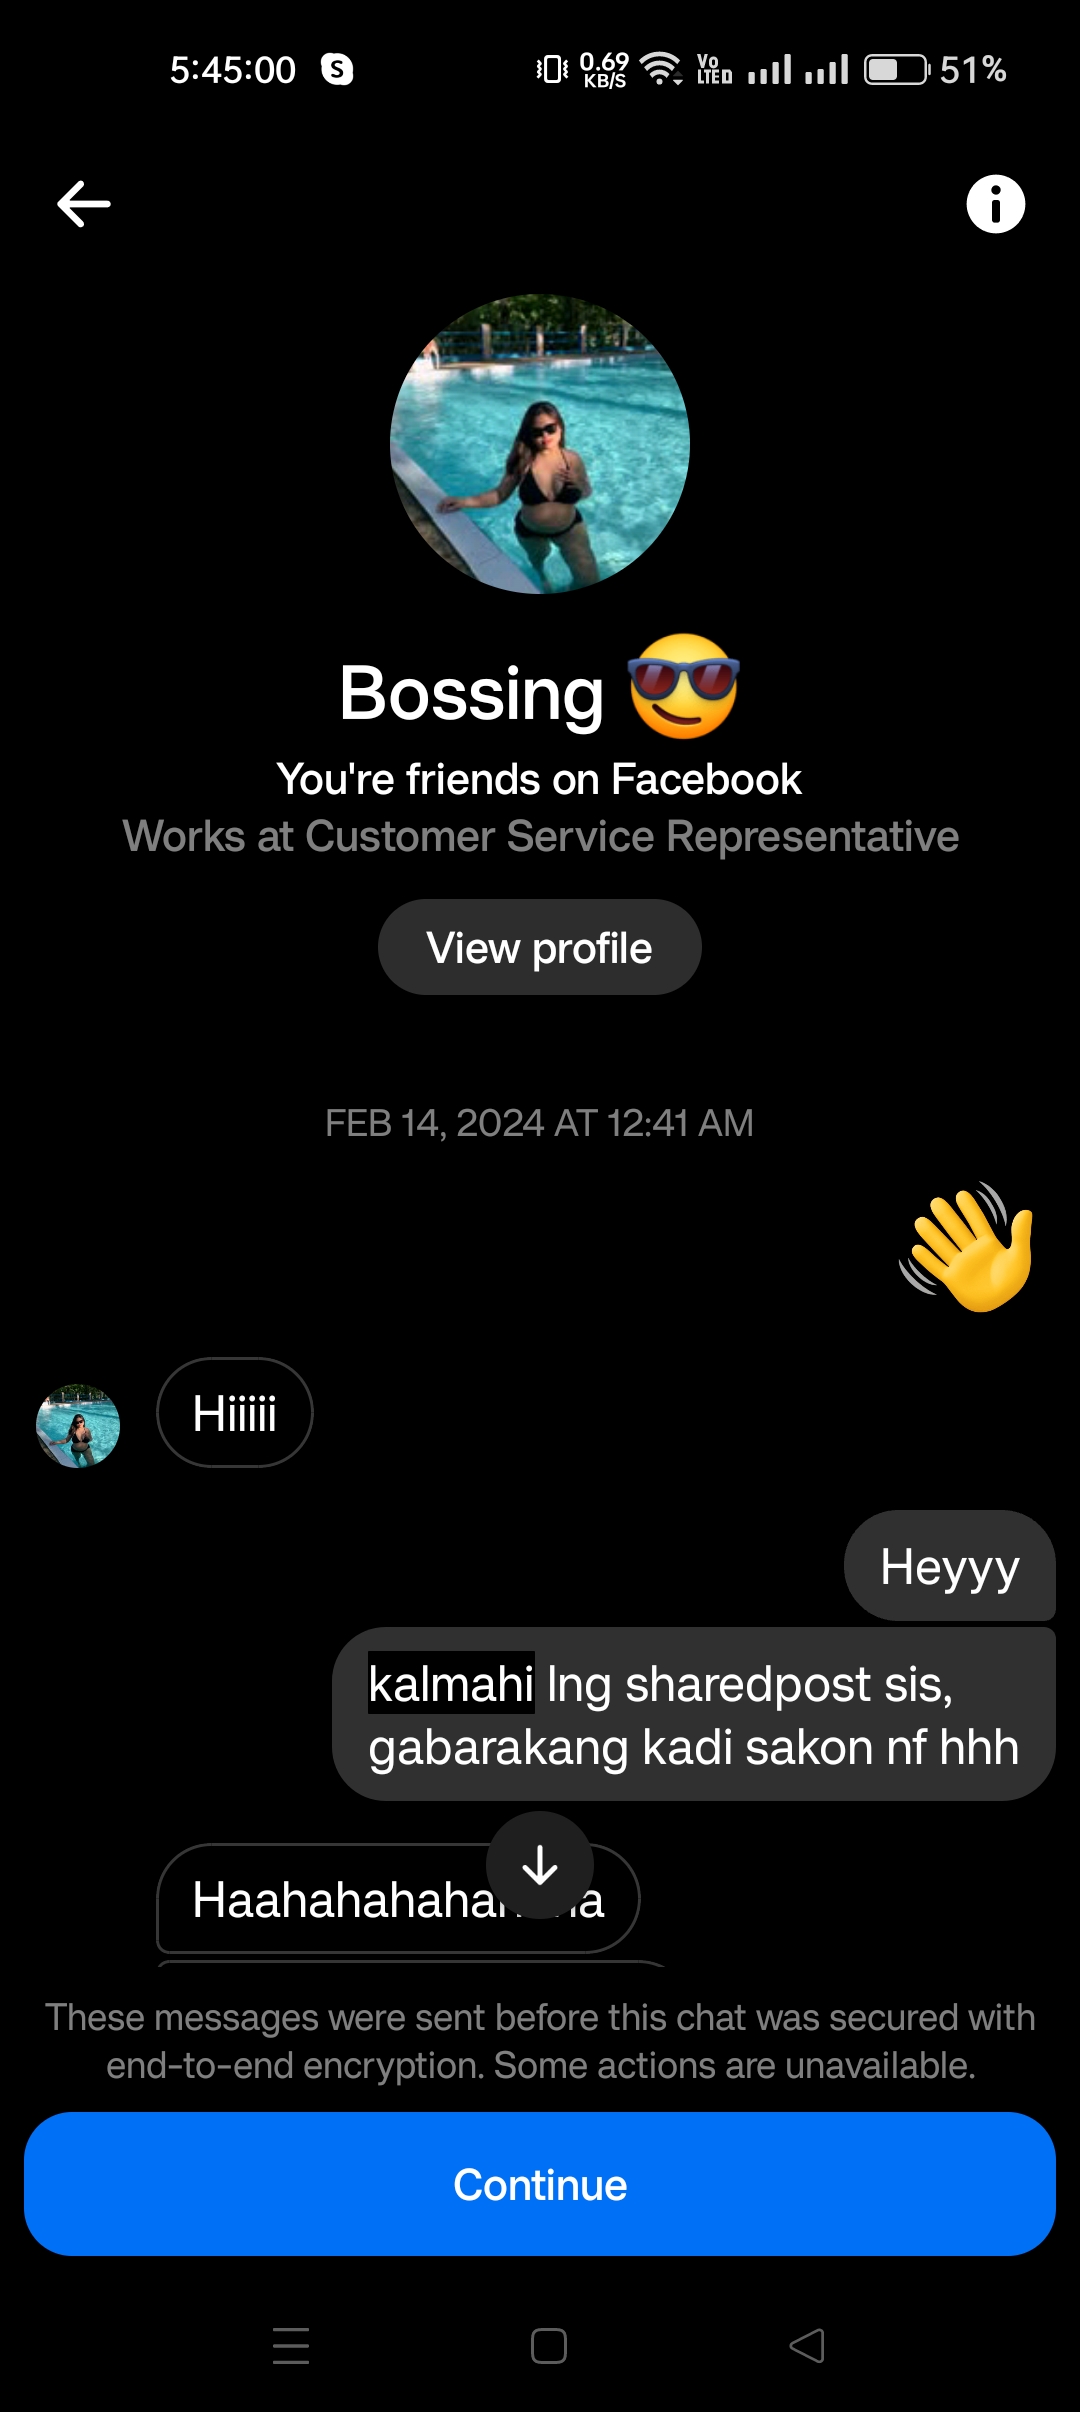 5:45:00
0.69
KB/S
Vo
LTE
51%
Bossing 😎
You're friends on Facebook
Works at Customer Service Representative
View profile
FEB 14, 2024 AT 12:41 AM
👋
Hiiiii
Heyyy
kalmahi lng sharedpost sis,
gabarakang kadi sakon nf hhh
These messages were sent before this chat was secured with
end-to-end encryption. Some actions are unavailable.
Continue